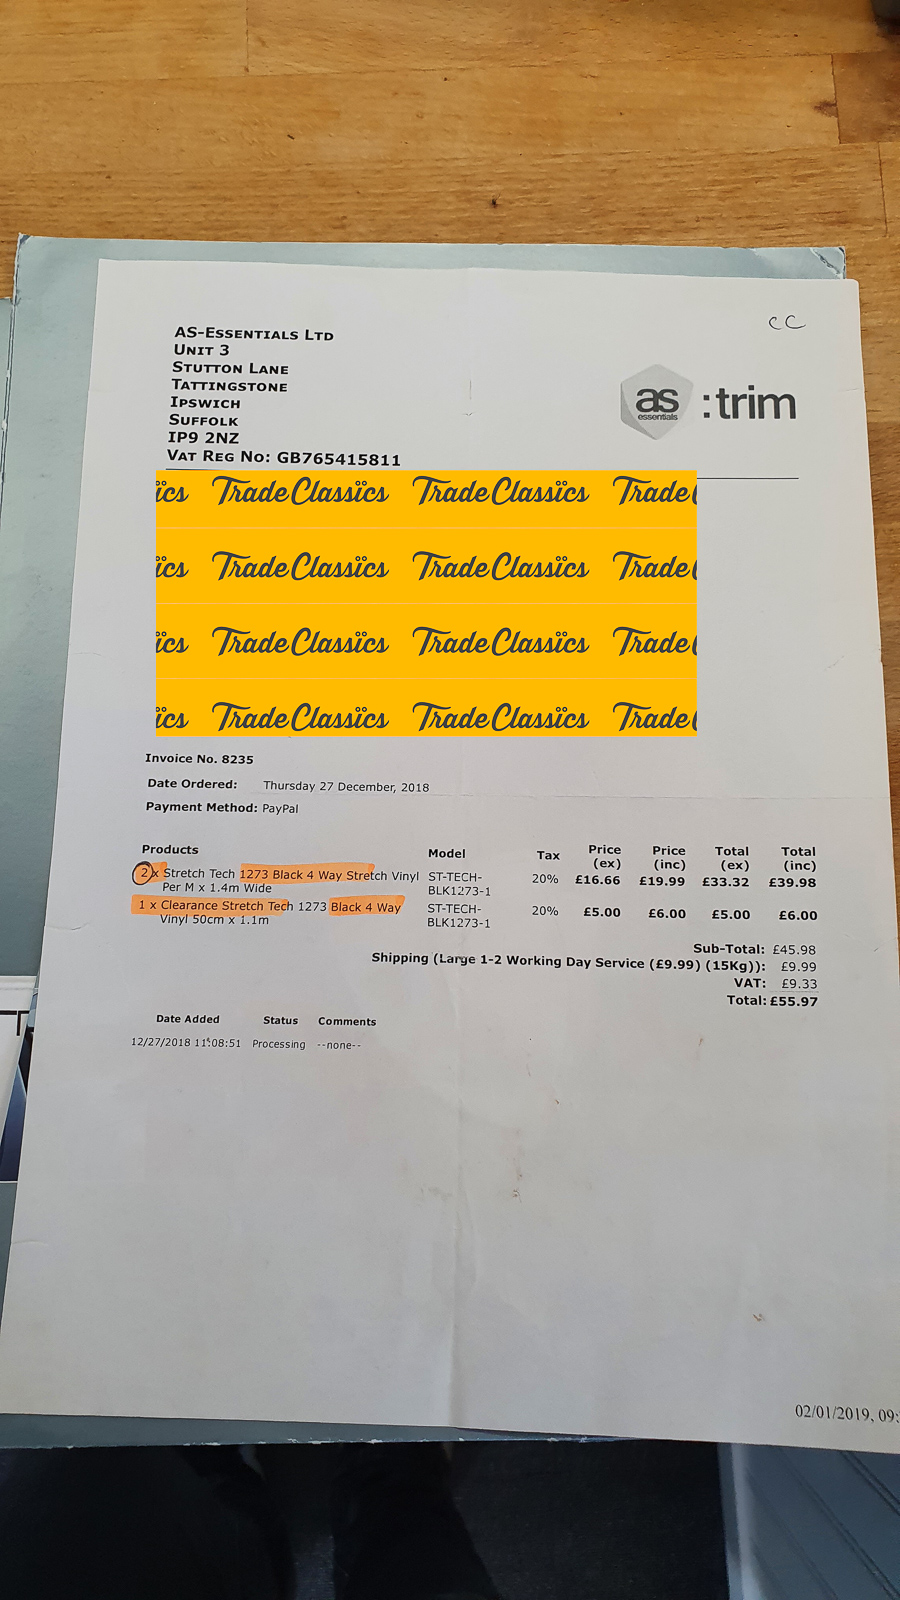 cc
AS-Essentials Ltd
Unit 3
Stutton Lane
Tattingstone
Ipswich
Suffolk
IP9 2NZ
Vat Reg No: GB765415811
as essentials :trim
ics TradeClassics TradeClassics Trade
ics TradeClassics TradeClassics Trade
ics TradeClassics TradeClassics Trade
ics TradeClassics TradeClassics Trade
Invoice No. 8235
Date Ordered: Thursday 27 December, 2018
Payment Method: PayPal
Products Model Tax Price (ex) Price (inc) Total (ex) Total (inc)
2 x Stretch Tech 1273 Black 4 Way Stretch Vinyl ST-TECH- 20% £16.66 £19.99 £33.32 £39.98
Per M x 1.4m Wide BLK1273-1
1 x Clearance Stretch Tech 1273 Black 4 Way ST-TECH- 20% £5.00 £6.00 £5.00 £6.00
Vinyl 50cm x 1.1m BLK1273-1
Sub-Total: £45.98
Shipping (Large 1-2 Working Day Service (£9.99) (15Kg)): £9.99
VAT: £9.33
Total: £55.97
Date Added Status Comments
12/27/2018 11:08:51 Processing --none--
02/01/2019, 09: